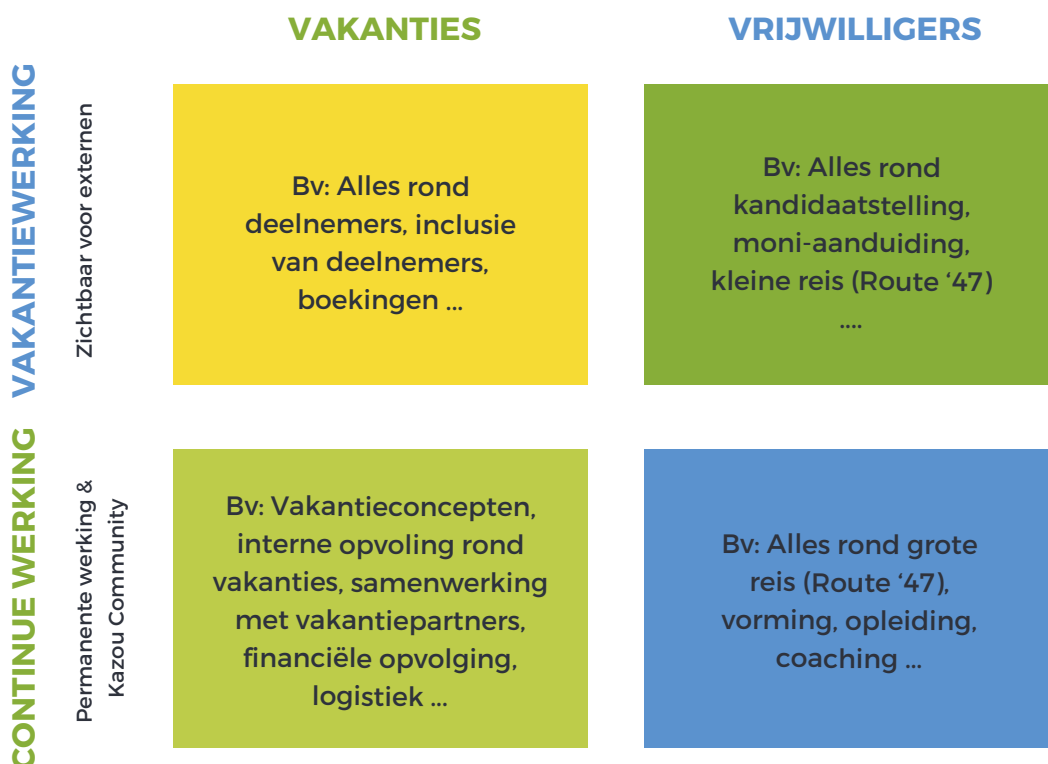 VAKANTIES
VRIJWILLIGERS
VAKANTIEWERKING
Zichtbaar voor externen
Bv: Alles rond
deelnemers, inclusie
van deelnemers,
boekingen ...
Bv: Alles rond
kandidaatstelling,
moni-aanduiding,
kleine reis (Route ‘47)
....
CONTINUE WERKING
Permanente werking &
Kazou Community
Bv: Vakantieconcepten,
interne opvoling rond
vakanties, samenwerking
met vakantiepartners,
financiële opvolging,
logistiek ...
Bv: Alles rond grote
reis (Route ‘47),
vorming, opleiding,
coaching ...